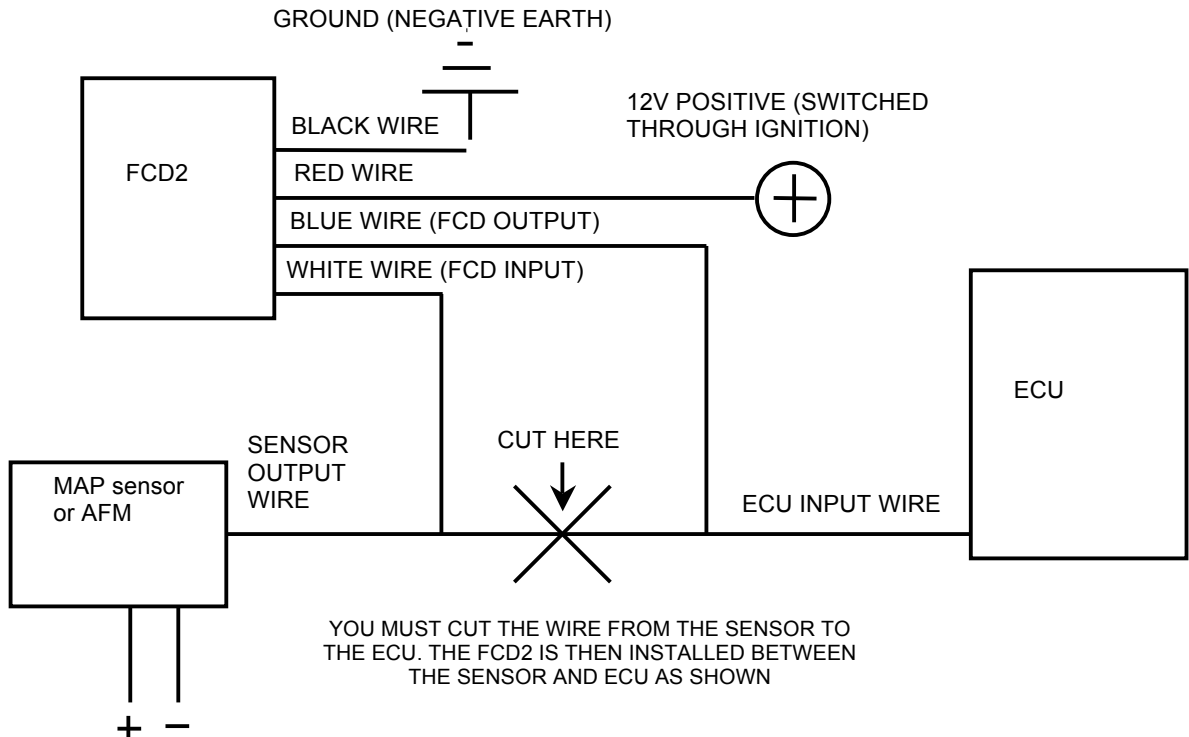 GROUND (NEGATIVE EARTH)
12V POSITIVE (SWITCHED
THROUGH IGNITION)
BLACK WIRE
FCD2
RED WIRE
BLUE WIRE (FCD OUTPUT)
WHITE WIRE (FCD INPUT)
ECU
SENSOR
OUTPUT
WIRE
CUT HERE
MAP sensor
or AFM
ECU INPUT WIRE
YOU MUST CUT THE WIRE FROM THE SENSOR TO
THE ECU. THE FCD2 IS THEN INSTALLED BETWEEN
THE SENSOR AND ECU AS SHOWN
+ −